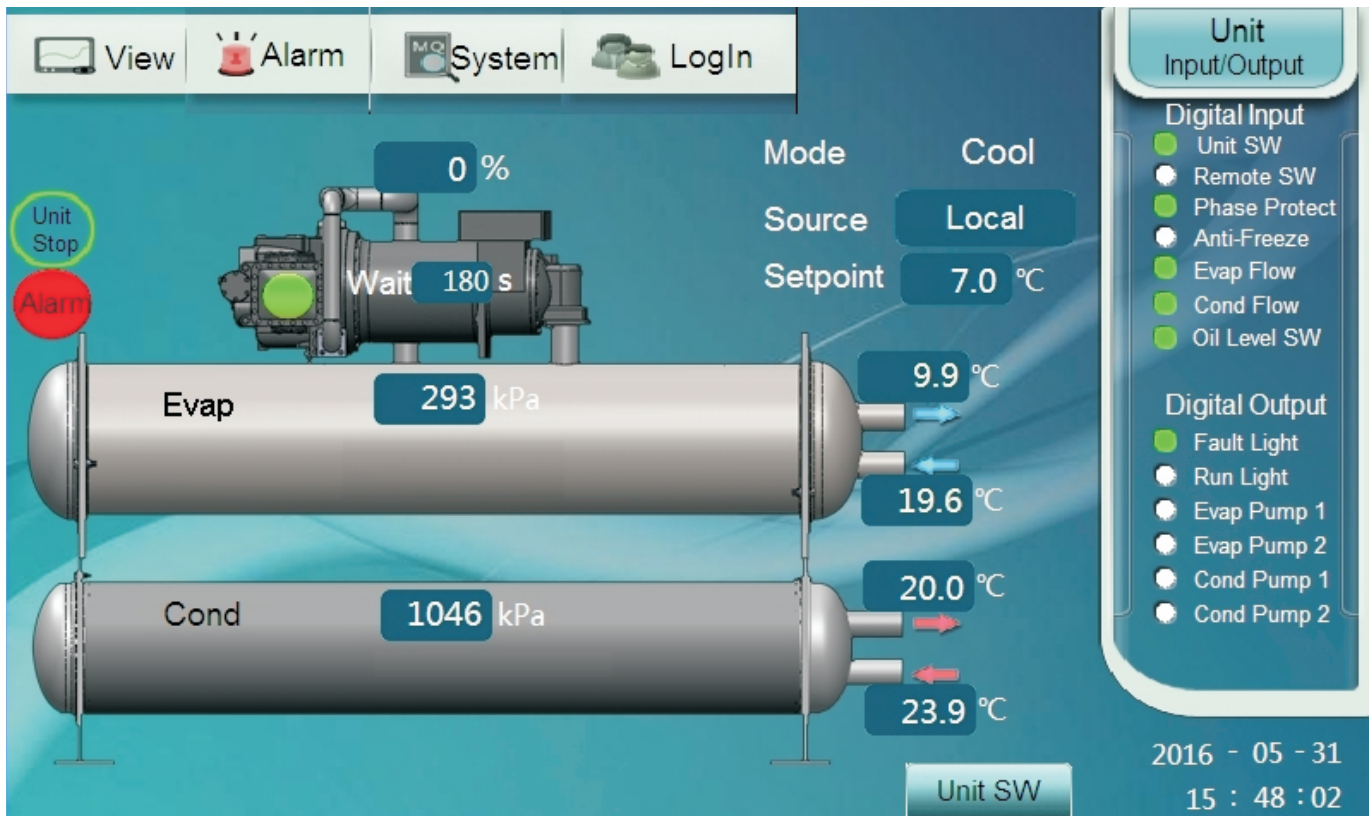 View
Alarm
MQ
System
LogIn
Unit
Input/Output
Digital Input
Unit SW
Remote SW
Phase Protect
Anti-Freeze
Evap Flow
Cond Flow
Oil Level SW
Digital Output
Fault Light
Run Light
Evap Pump 1
Evap Pump 2
Cond Pump 1
Cond Pump 2
0 %
Mode Cool
Source Local
Setpoint 7.0 ℃
Unit
Stop
Alarm
Wait 180 s
Evap 293 kPa
9.9 ℃
19.6 ℃
Cond 1046 kPa
20.0 ℃
23.9 ℃
Unit SW
2016 - 05 - 31
15 : 48 : 02